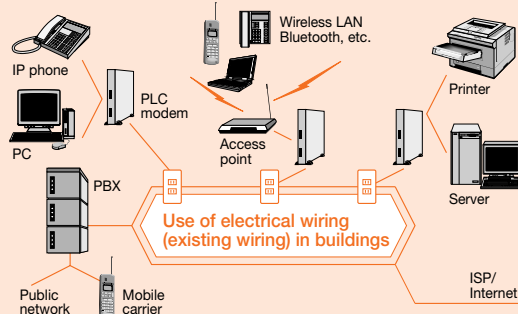 Wireless LAN
Bluetooth, etc.
IP phone
PLC
modem
Printer
PC
Access
point
PBX
Server
Use of electrical wiring
(existing wiring) in buildings
ISP/
Internet
Public
network
Mobile
carrier